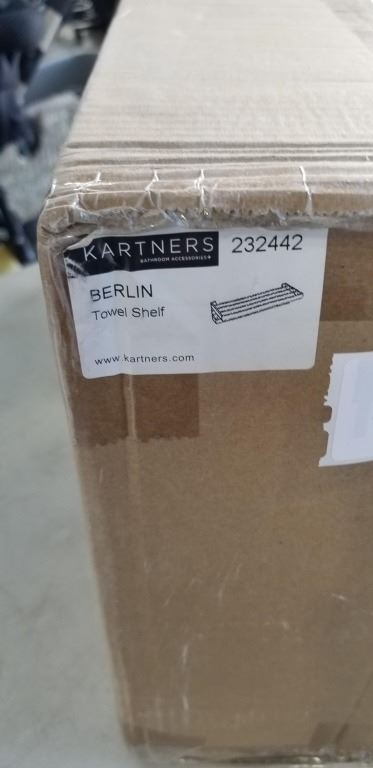 KARTNERS 232442
BATHROOM ACCESSORIES+
BERLIN
Towel Shelf
www.kartners.com